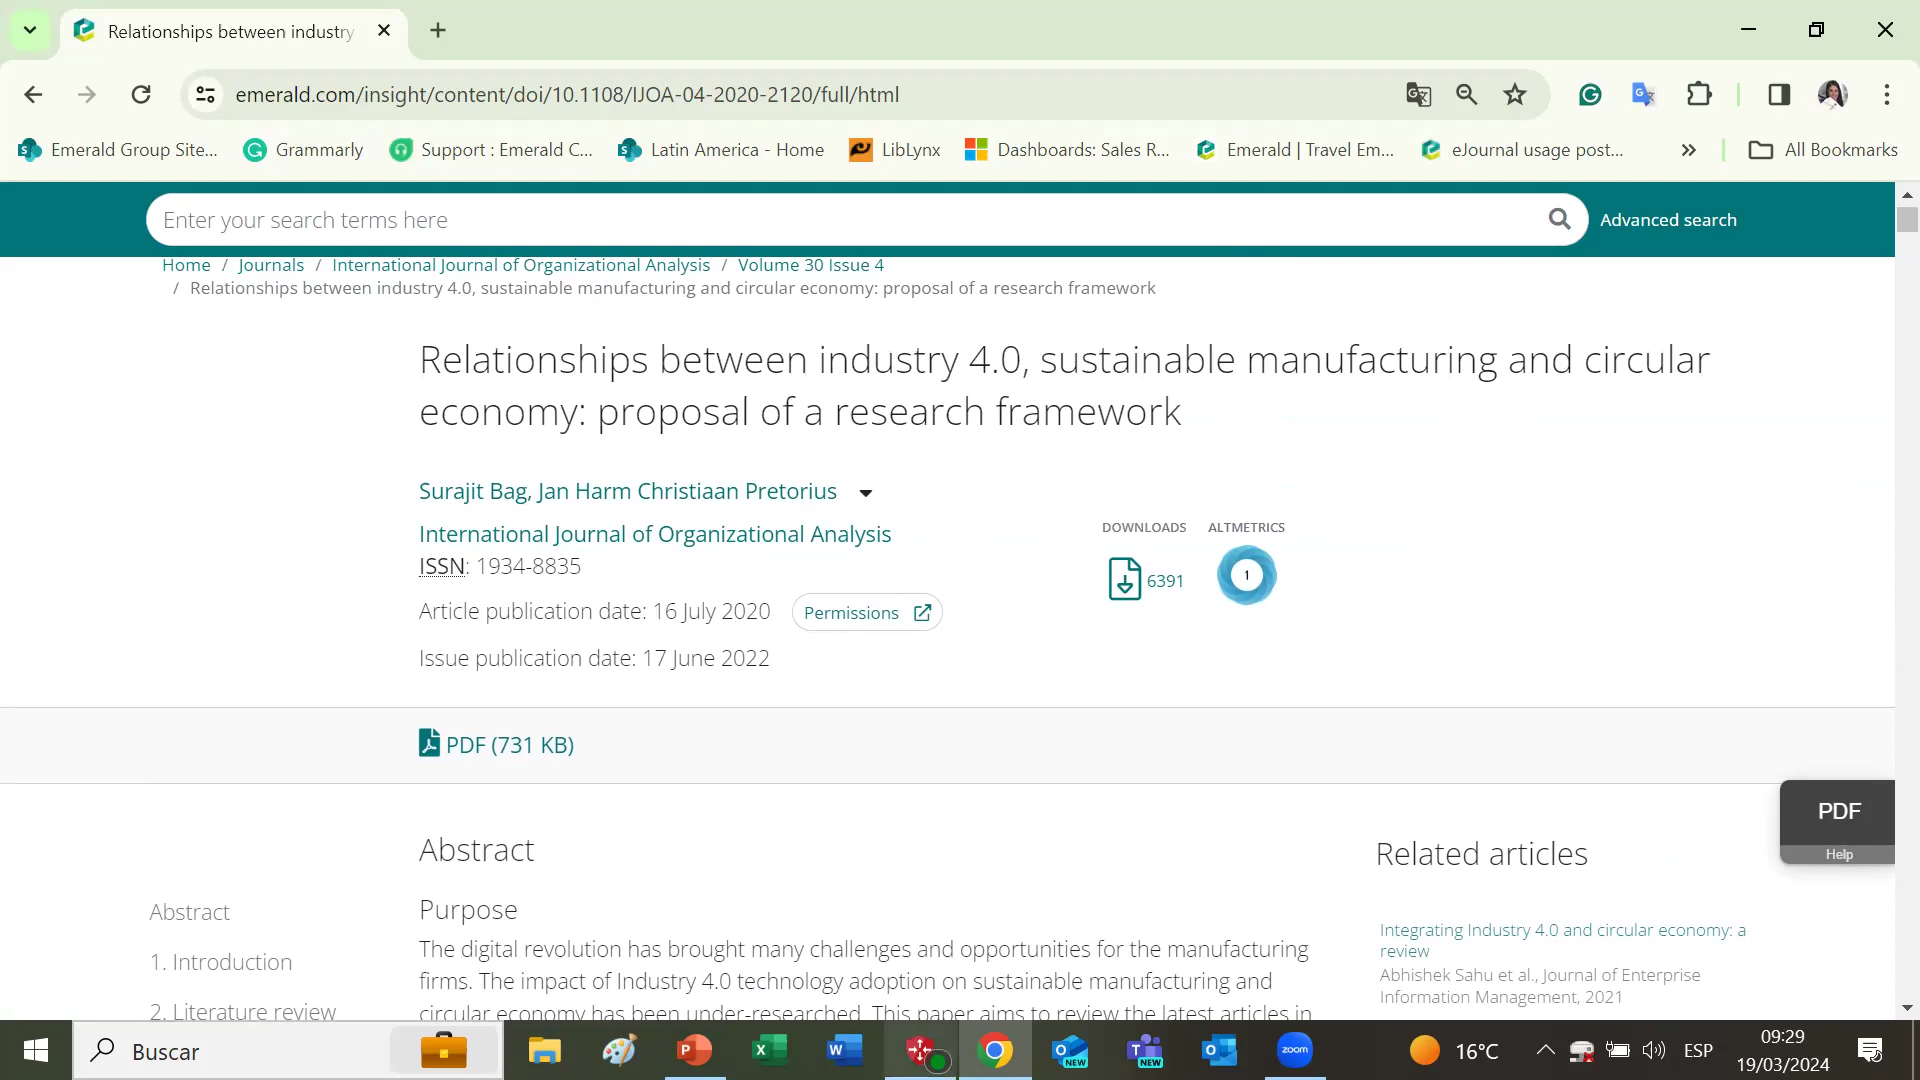 Relationships between industry
emerald.com/insight/content/doi/10.1108/IJOA-04-2020-2120/full/html
Emerald Group Site...
Grammarly
Support : Emerald C...
Latin America - Home
LibLynx
Dashboards: Sales R...
Emerald | Travel Em...
eJournal usage post...
All Bookmarks
Enter your search terms here
Advanced search
Home / Journals / International Journal of Organizational Analysis / Volume 30 Issue 4
/ Relationships between industry 4.0, sustainable manufacturing and circular economy: proposal of a research framework
Relationships between industry 4.0, sustainable manufacturing and circular
economy: proposal of a research framework
Surajit Bag, Jan Harm Christiaan Pretorius
International Journal of Organizational Analysis
ISSN: 1934-8835
Article publication date: 16 July 2020
Permissions
Issue publication date: 17 June 2022
DOWNLOADS
6391
ALTMETRICS
1
PDF (731 KB)
PDF
Help
Abstract
1. Introduction
2. Literature review
Abstract
Purpose
The digital revolution has brought many challenges and opportunities for the manufacturing
firms. The impact of Industry 4.0 technology adoption on sustainable manufacturing and
circular economy has been under-researched. This paper aims to review the latest articles in
Related articles
Integrating Industry 4.0 and circular economy: a
review
Abhishek Sahu et al., Journal of Enterprise
Information Management, 2021
Buscar
zoom
NEW
NEW
16°C
ESP
09:29
19/03/2024